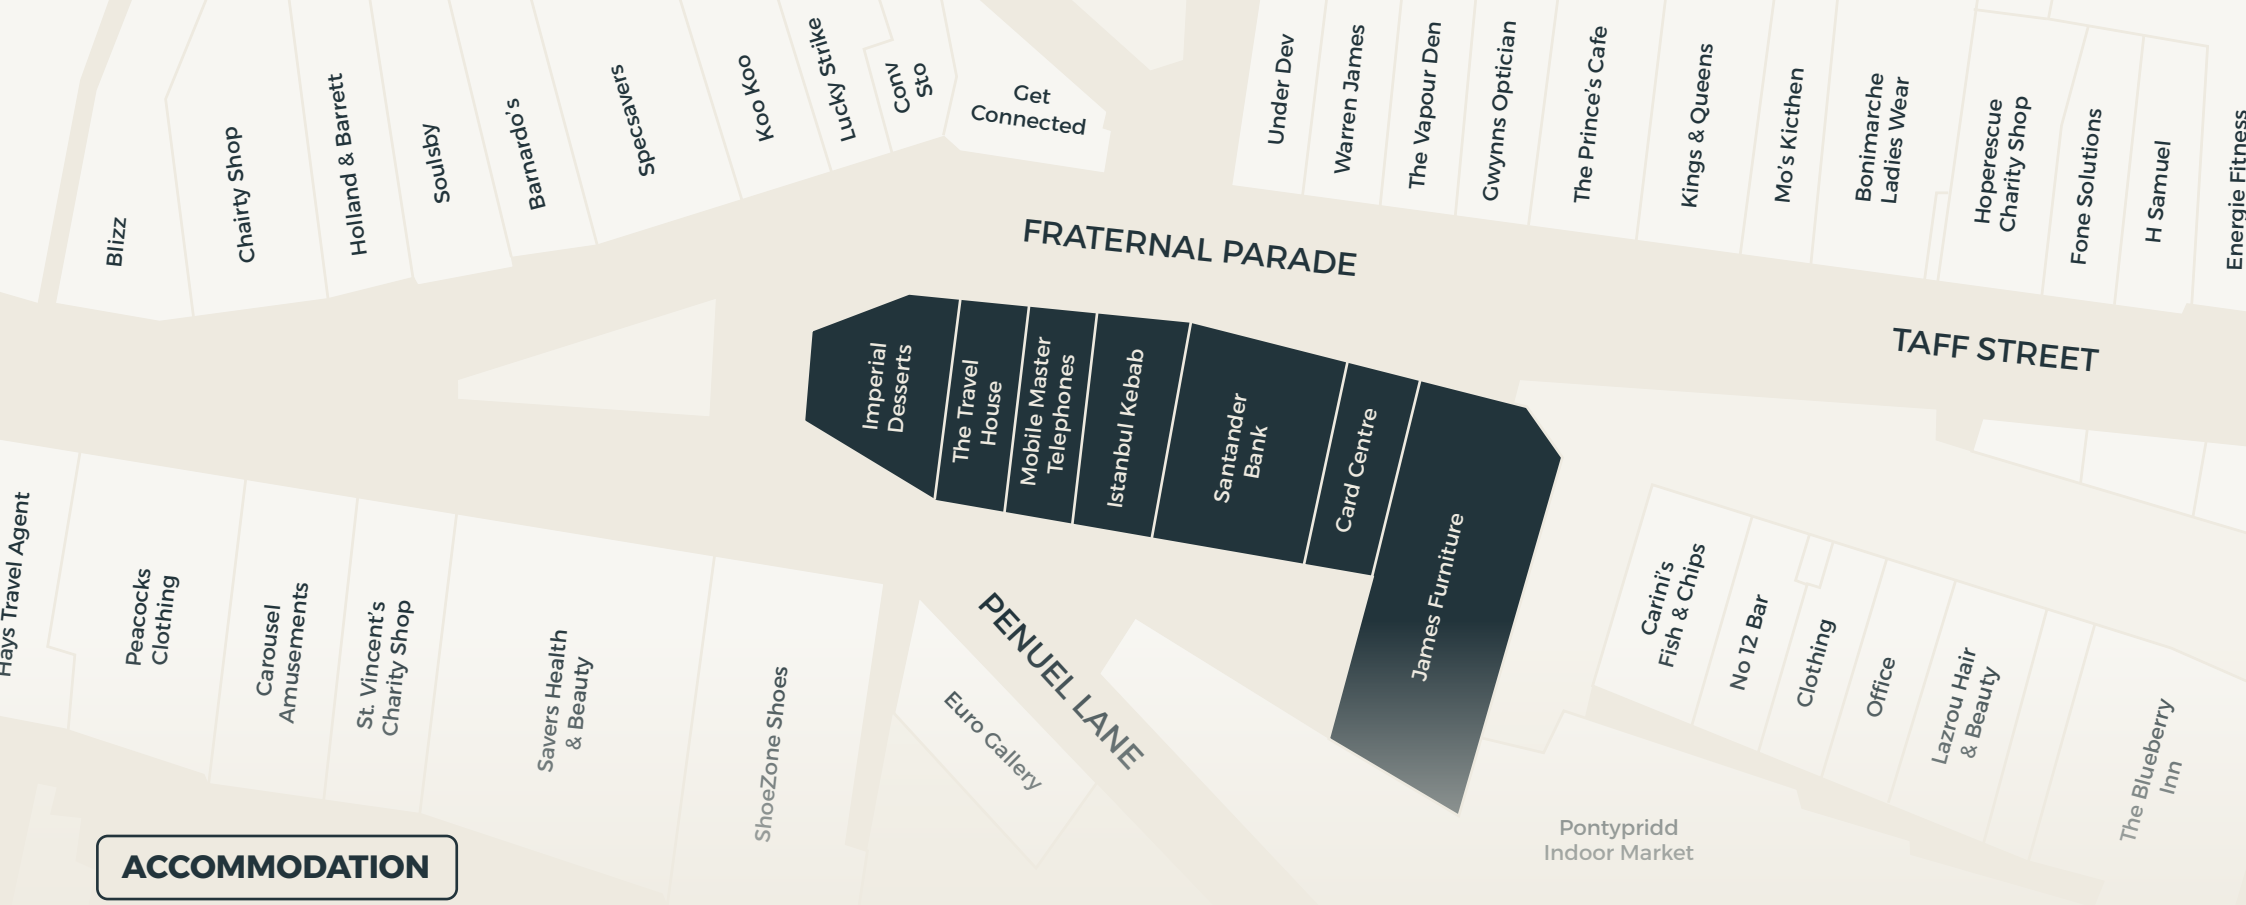 Blizz
Chairty Shop
Holland & Barrett
Soulsby
Barnardo's
Specsavers
Koo Koo
Lucky Strike
Conv
Sto
Get
Connected
Under Dev
Warren James
The Vapour Den
Gwynns Optician
The Prince's Cafe
Kings & Queens
Mo's Kicthen
Bonimarche
Ladies Wear
Hoperescue
Charity Shop
Fone Solutions
H Samuel
Energie Fitness
FRATERNAL PARADE
TAFF STREET
Imperial
Desserts
The Travel
House
Mobile Master
Telephones
Istanbul Kebab
Santander
Bank
Card Centre
James Furniture
Hays Travel Agent
Peacocks
Clothing
Carousel
Amusements
St. Vincent's
Charity Shop
Savers Health
& Beauty
ShoeZone Shoes
PENUEL LANE
Euro Gallery
Carini's
Fish & Chips
No 12 Bar
Clothing
Office
Lazrou Hair
& Beauty
The Blueberry
Inn
Pontypridd
Indoor Market
ACCOMMODATION